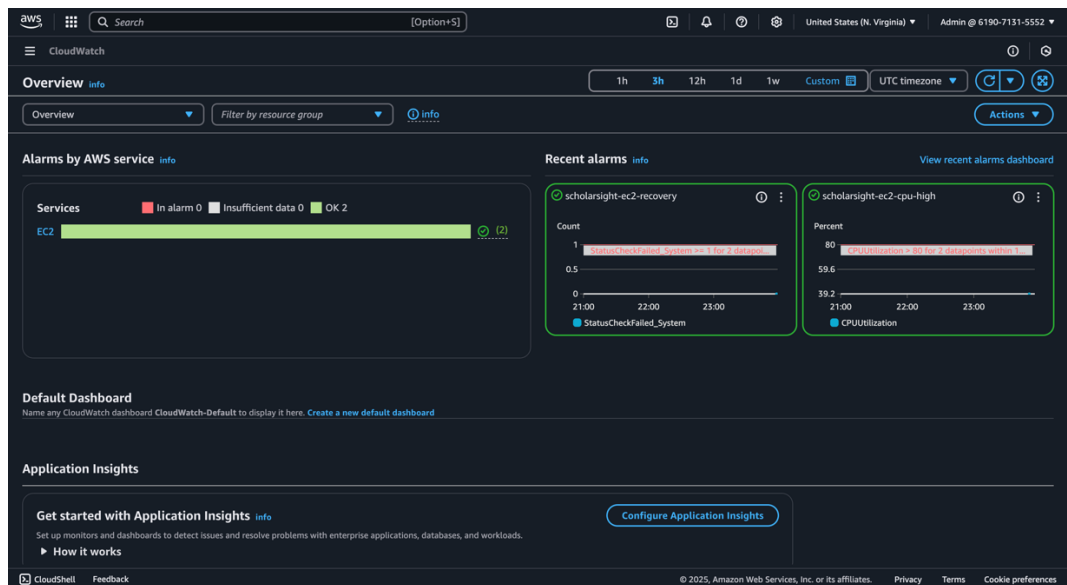 aws Search [Option+S] United States (N. Virginia) ▼ Admin @ 6190-7131-5552 ▼
CloudWatch
Overview info 1h 3h 12h 1d 1w Custom UTC timezone ▼
Overview ▼ Filter by resource group ▼ info Actions ▼
Alarms by AWS service info
Services In alarm 0 Insufficient data 0 OK 2
EC2 (2)
Recent alarms info View recent alarms dashboard
scholarsight-ec2-recovery
Count
1
StatusCheckFailed_System >= 1 for 2 datapoi...
0.5
0
21:00 22:00 23:00
StatusCheckFailed_System
scholarsight-ec2-cpu-high
Percent
80
CPUUtilization > 80 for 2 datapoints within 1...
59.6
39.2
21:00 22:00 23:00
CPUUtilization
Default Dashboard
Name any CloudWatch dashboard CloudWatch-Default to display it here. Create a new default dashboard
Application Insights
Get started with Application Insights info Configure Application Insights
Set up monitors and dashboards to detect issues and resolve problems with enterprise applications, databases, and workloads.
How it works
CloudShell Feedback © 2025, Amazon Web Services, Inc. or its affiliates. Privacy Terms Cookie preferences